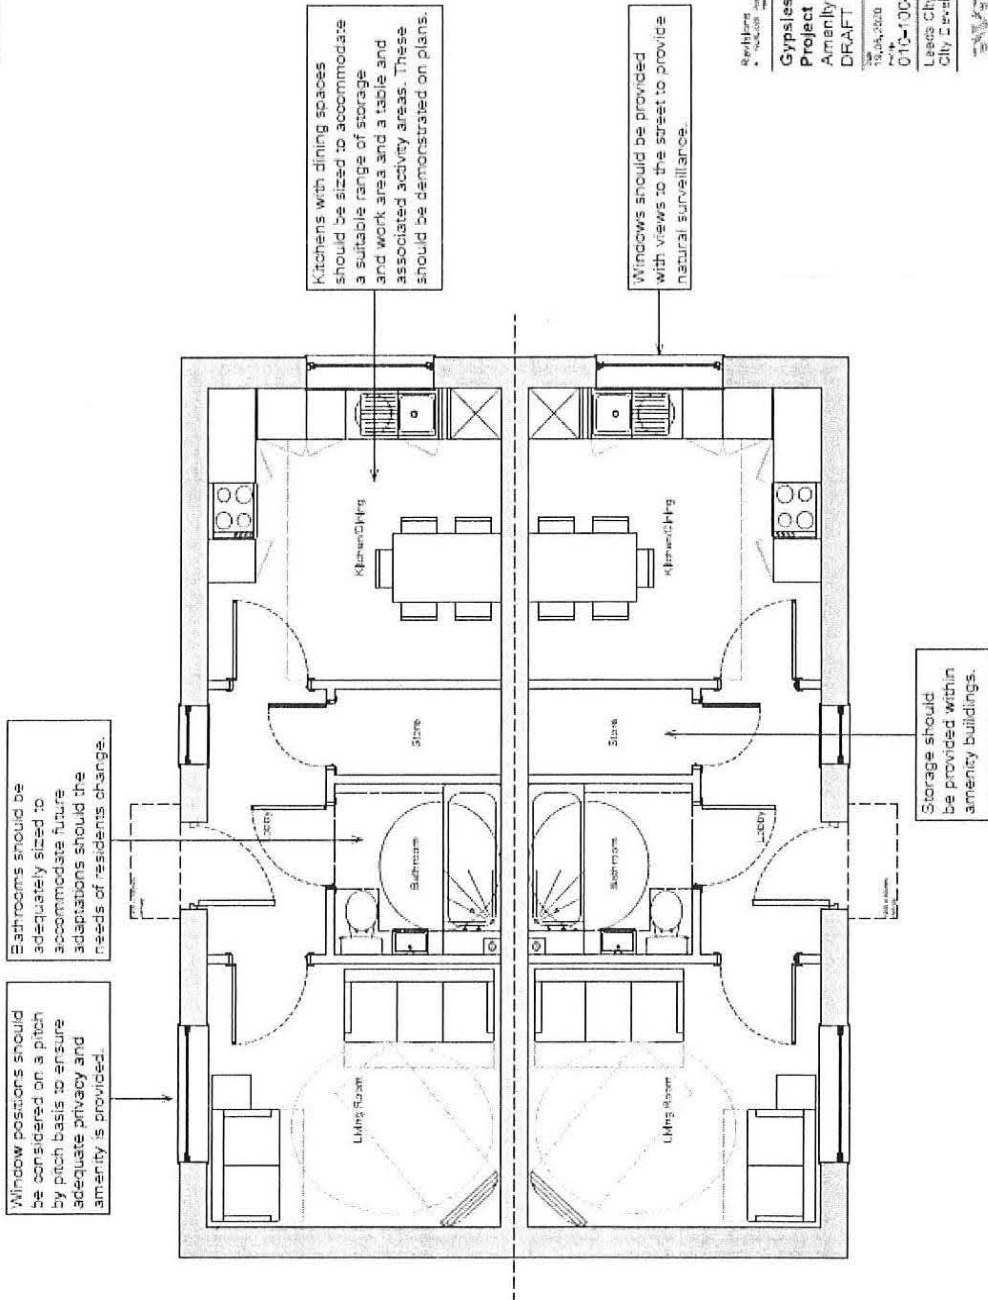 Window positions should
be considered on a pitch
by pitch basis to ensure
adequate privacy and
amenity is provided.
Bathrooms should be
adequately sized to
accommodate future
adaptations should the
needs of residents change.
Kitchens with dining spaces
should be sized to accommodate
a suitable range of storage
and work area and a table and
associated activity areas. These
should be demonstrated on plans.
Windows should be provided
with views to the street to provide
natural surveillance.
Storage should
be provided within
amenity buildings.
Living Room
Bathroom
Lobby
Store
Kitchen/Dining
Living Room
Bathroom
Lobby
Store
Kitchen/Dining
Revisions
Gypsies
Project
Amenity
DRAFT
010-100
Leeds City
City Devel